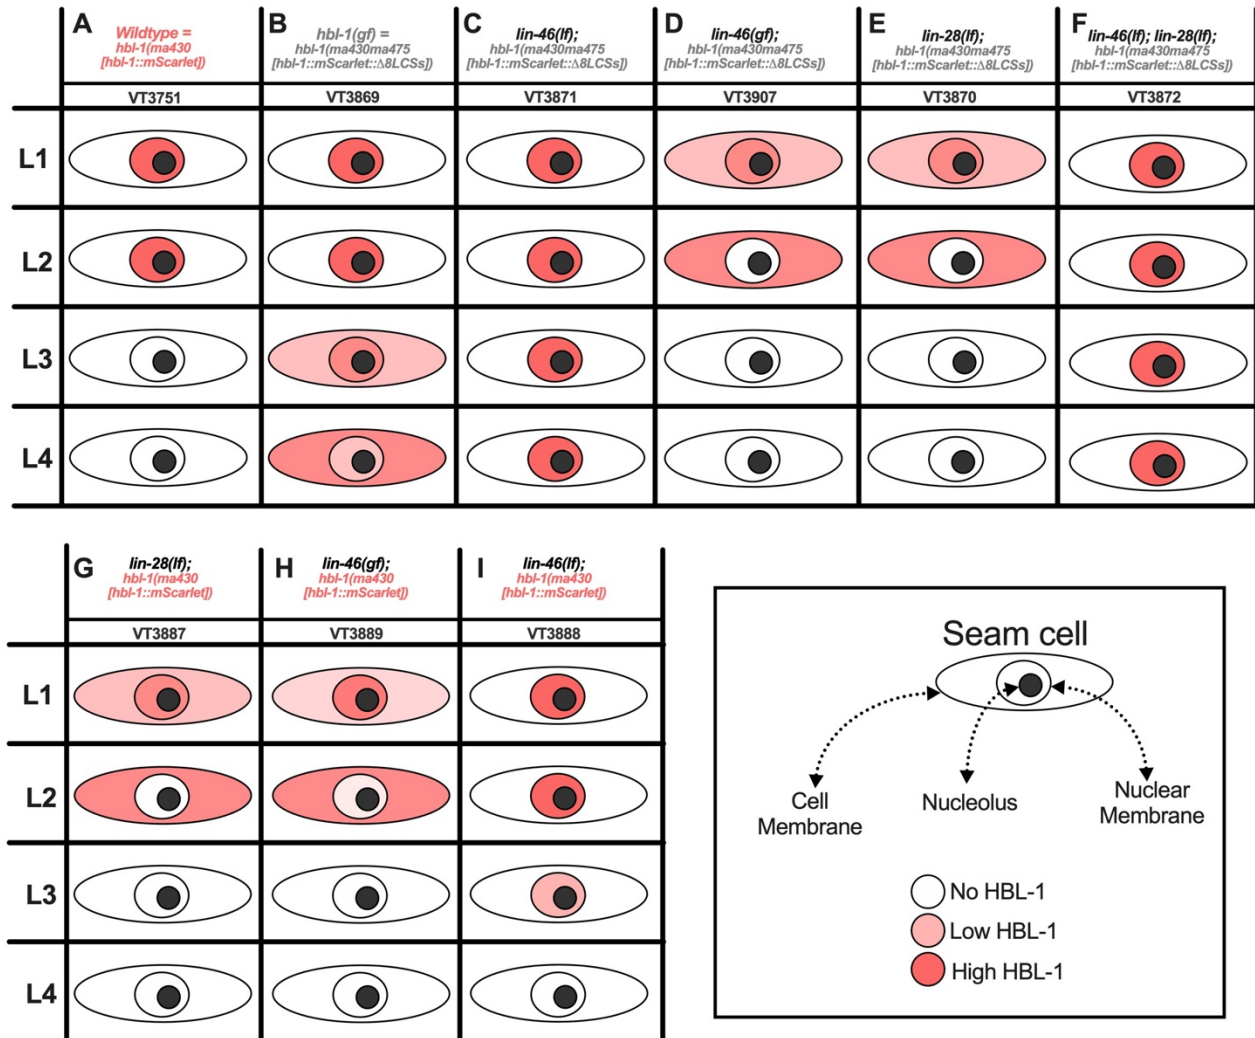 A Wildtype =
hbl-1(ma430
[hbl-1::mScarlet])
VT3751
B hbl-1(gf) =
hbl-1(ma430ma475
[hbl-1::mScarlet::Δ8LCSs])
VT3869
C lin-46(lf);
hbl-1(ma430ma475
[hbl-1::mScarlet::Δ8LCSs])
VT3871
D lin-46(gf);
hbl-1(ma430ma475
[hbl-1::mScarlet::Δ8LCSs])
VT3907
E lin-28(lf);
hbl-1(ma430ma475
[hbl-1::mScarlet::Δ8LCSs])
VT3870
F lin-46(lf); lin-28(lf);
hbl-1(ma430ma475
[hbl-1::mScarlet::Δ8LCSs])
VT3872
L1
L2
L3
L4
G lin-28(lf);
hbl-1(ma430
[hbl-1::mScarlet])
VT3887
H lin-46(gf);
hbl-1(ma430
[hbl-1::mScarlet])
VT3889
I lin-46(lf);
hbl-1(ma430
[hbl-1::mScarlet])
VT3888
L1
L2
L3
L4
Seam cell
Cell
Membrane
Nucleolus
Nuclear
Membrane
No HBL-1
Low HBL-1
High HBL-1